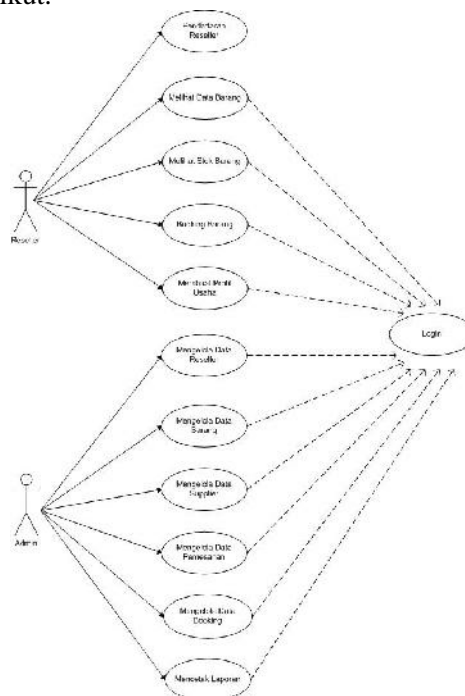 ikut.
Pendaftaran
Reseller
Melihat Data Barang
Melihat Stok Barang
Booking Barang
Reseller
Membuat Profil
Usaha
Login
Mengelola Data
Reseller
Mengelola Data
Barang
Mengelola Data
Supplier
Admin
Mengelola Data
Pemesanan
Mengelola Data
Booking
Mencetak Laporan